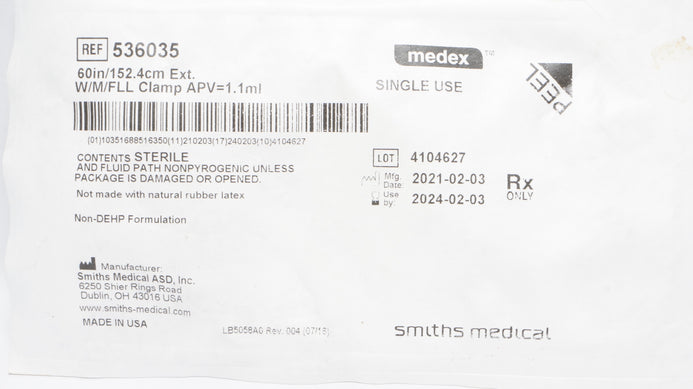 REF 536035
60in/152.4cm Ext.
W/M/FLL Clamp APV=1.1ml
(01)10351688516350(11)210203(17)240203(10)4104627
CONTENTS STERILE
AND FLUID PATH NONPYROGENIC UNLESS
PACKAGE IS DAMAGED OR OPENED.
Not made with natural rubber latex
Non-DEHP Formulation
Manufacturer:
Smiths Medical ASD, Inc.
6250 Shier Rings Road
Dublin, OH 43016 USA
www.smiths-medical.com
MADE IN USA
LB5058A0 Rev. 004 (07/16)
medex™
SINGLE USE
PEEL
LOT 4104627
Mfg. Date: 2021-02-03
Use by: 2024-02-03
Rx
ONLY
smiths medical